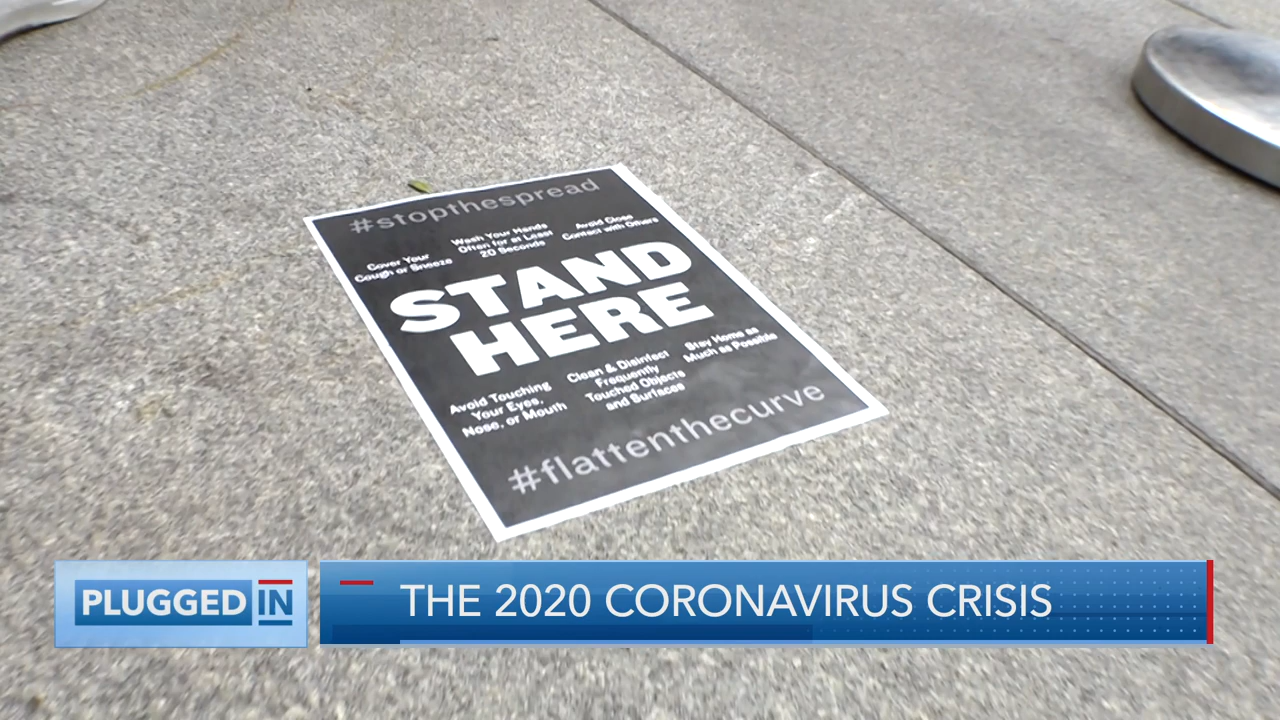 #stopthespread
Cover Your
Cough or Sneeze
Wash Your Hands
Often for at Least
20 Seconds
Avoid Close
Contact with Others
STAND
HERE
Avoid Touching
Your Eyes,
Nose, or Mouth
Clean & Disinfect
Frequently
Touched Objects
and Surfaces
Stay Home as
Much as Possible
#flattenthecurve
PLUGGED IN
THE 2020 CORONAVIRUS CRISIS